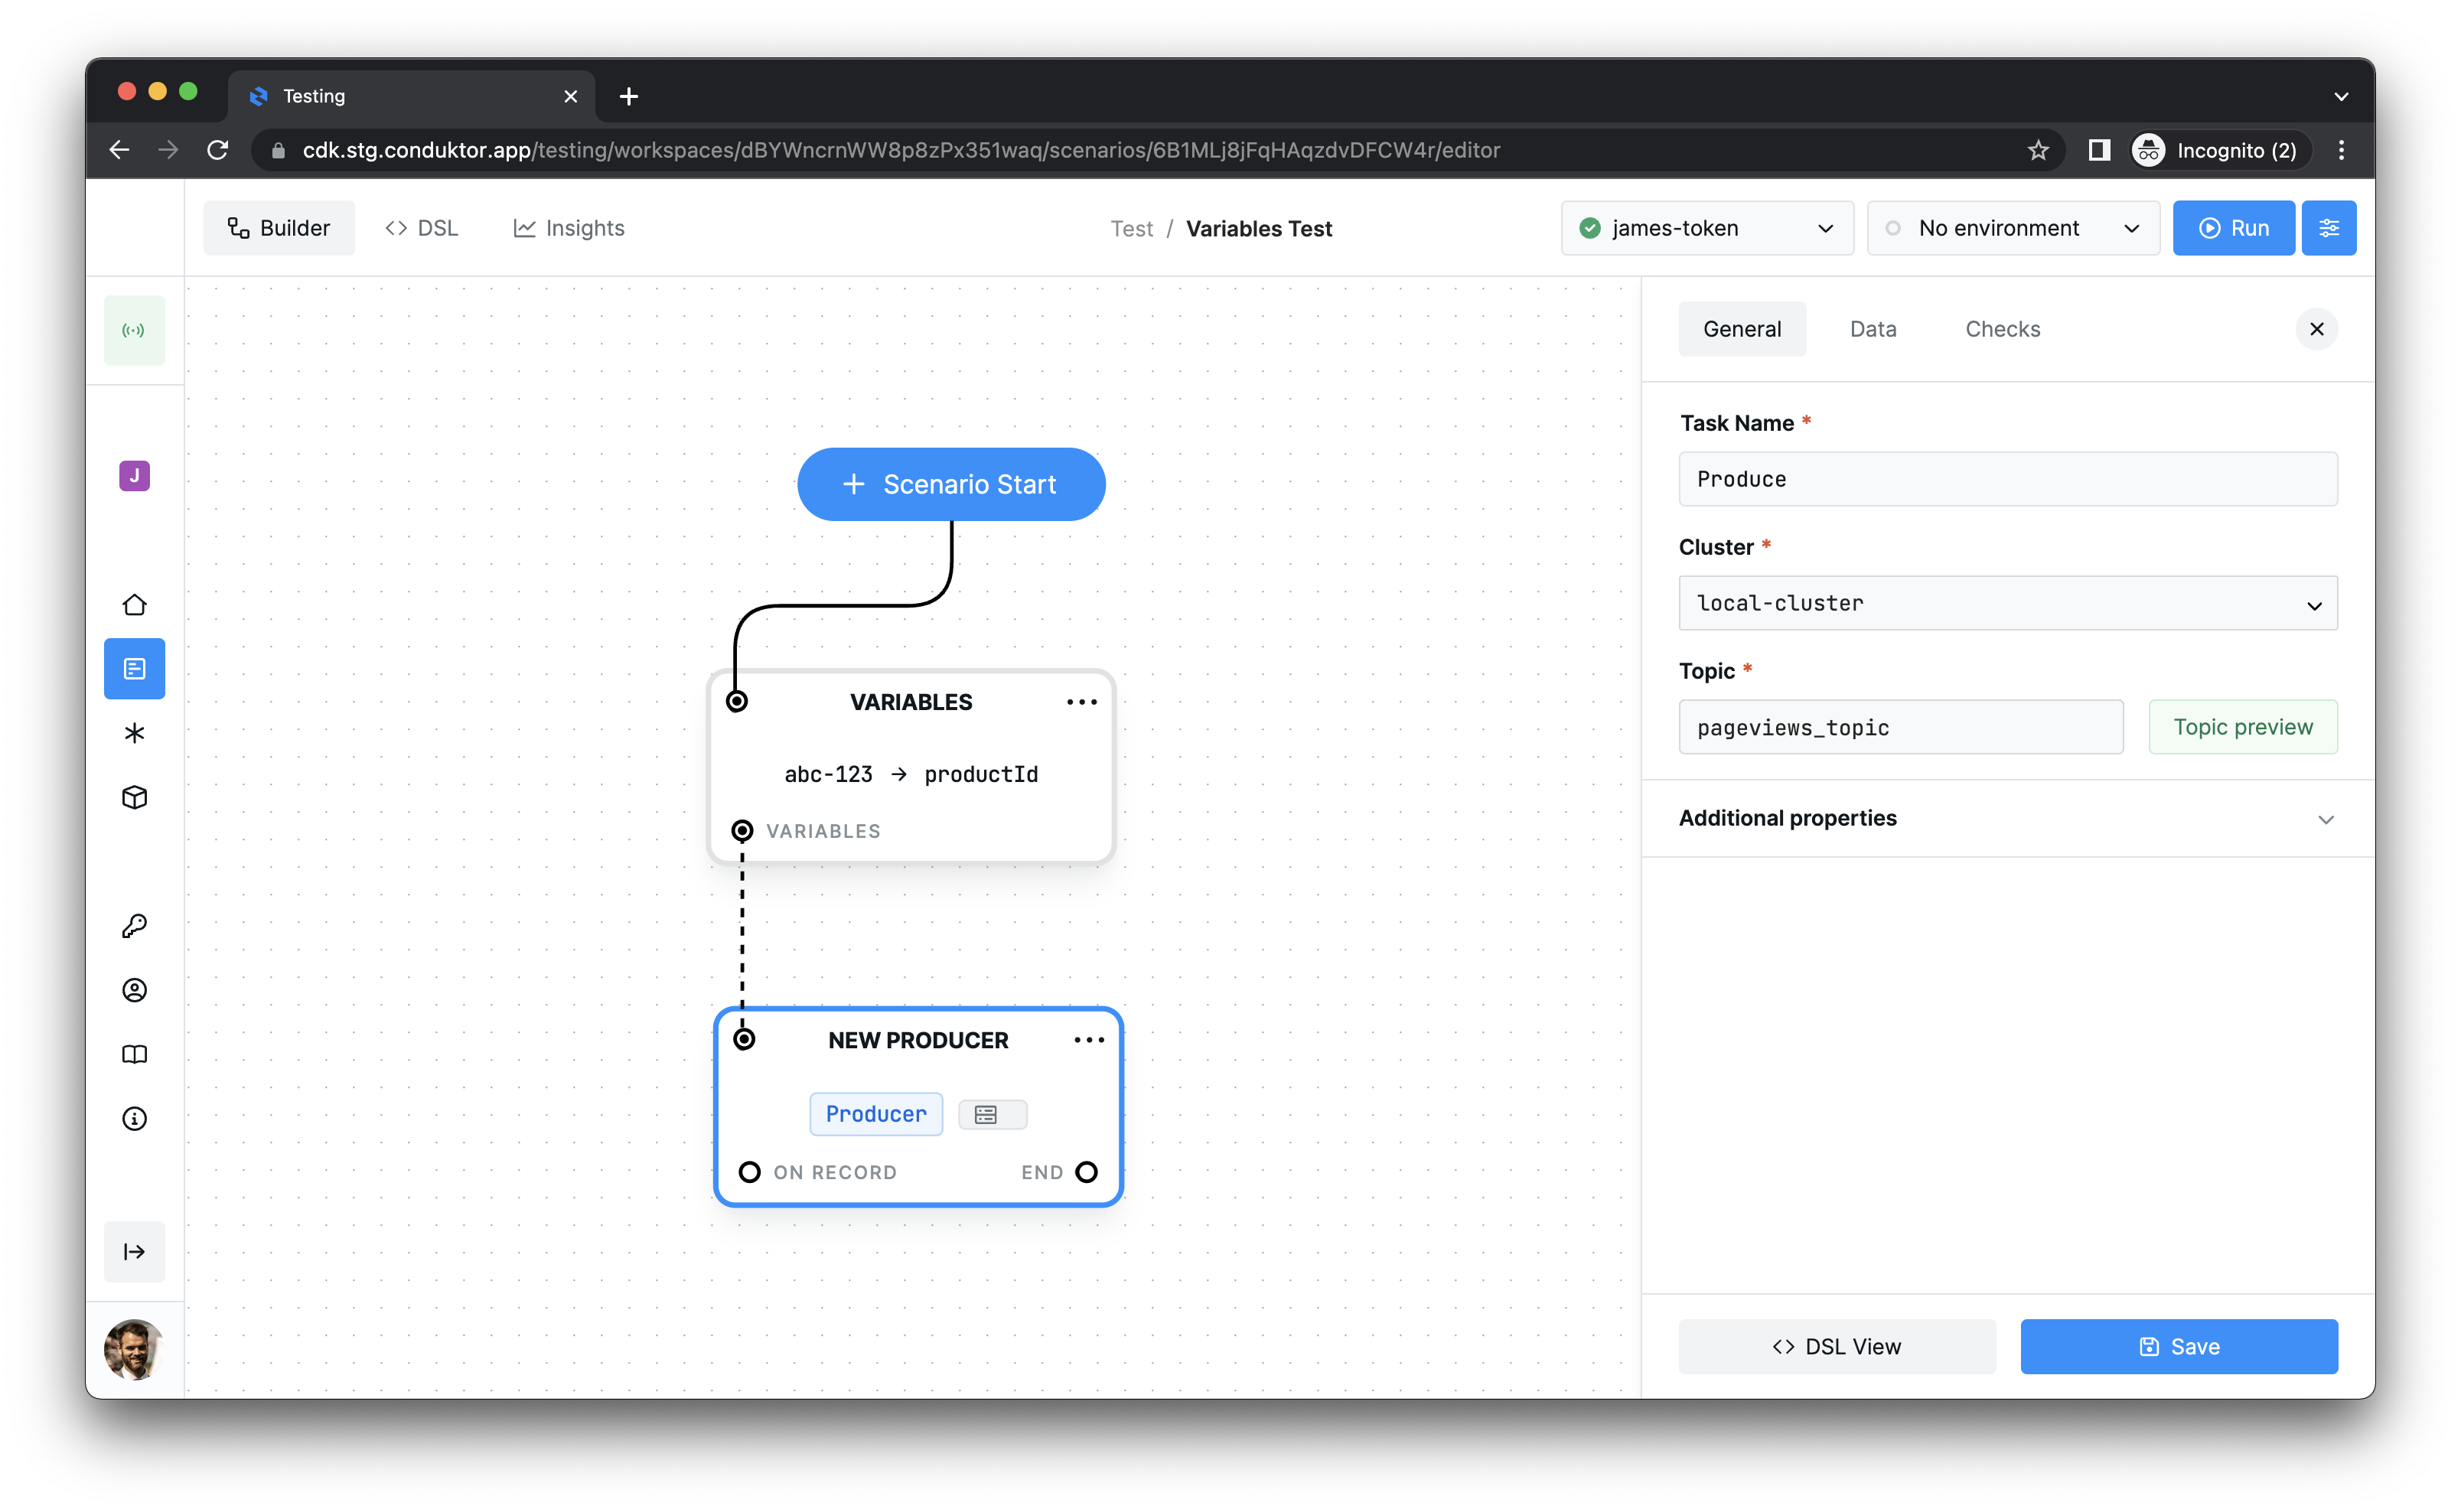 Testing
cdk.stg.conduktor.app/testing/workspaces/dBYWncrnWW8p8zPx351waq/scenarios/6B1MLj8jFqHAqzdvDFCW4r/editor
Incognito (2)
Builder
<> DSL
Insights
Test / Variables Test
james-token
No environment
Run
J
+ Scenario Start
VARIABLES
abc-123 → productId
VARIABLES
NEW PRODUCER
Producer
ON RECORD
END
General
Data
Checks
Task Name *
Produce
Cluster *
local-cluster
Topic *
pageviews_topic
Topic preview
Additional properties
<> DSL View
Save